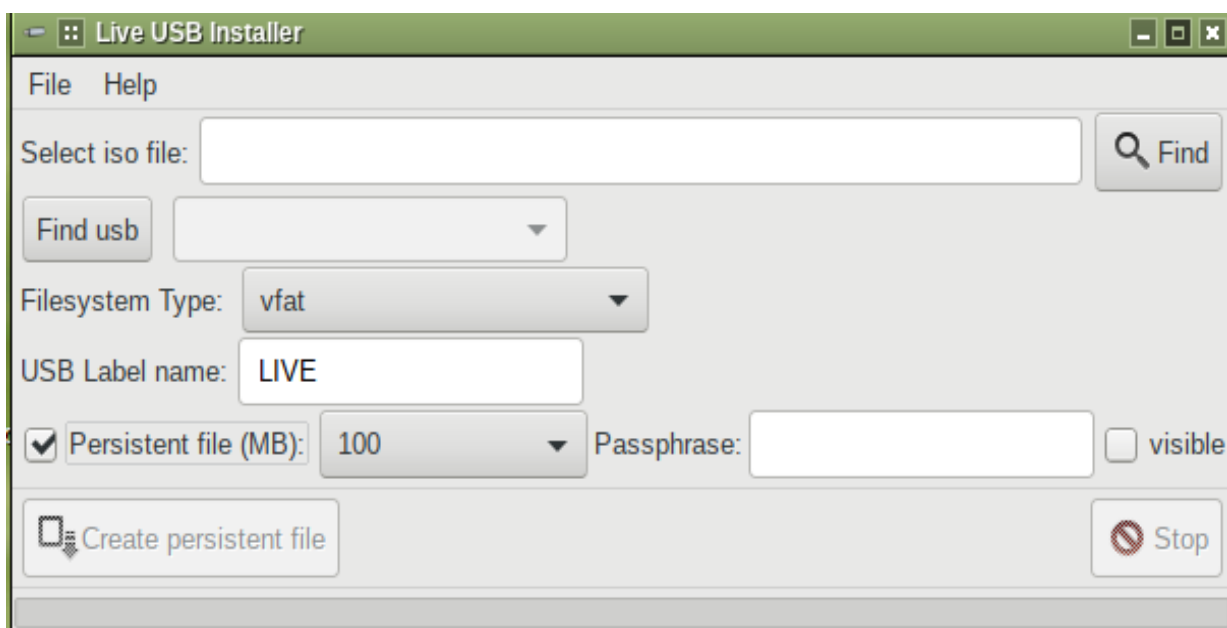 Live USB Installer
File Help
Select iso file: Find
Find usb
Filesystem Type: vfat
USB Label name: LIVE
Persistent file (MB): 100 Passphrase: visible
Create persistent file Stop